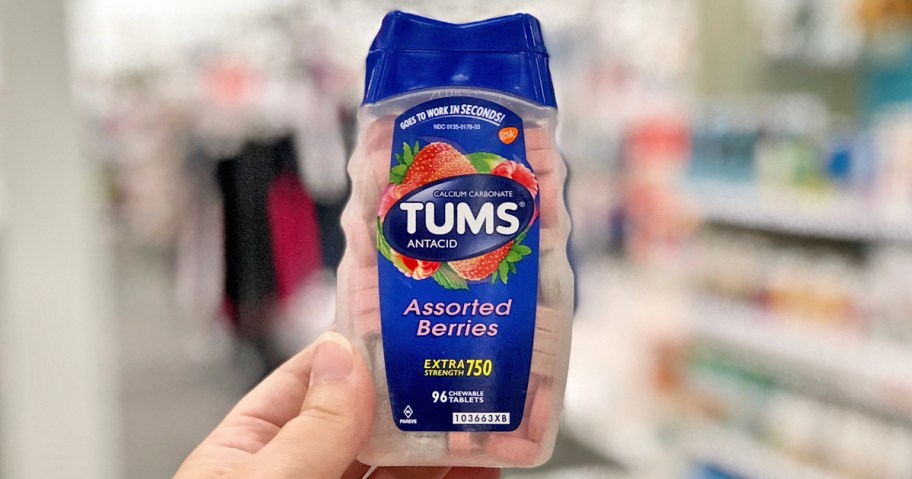 GOES TO WORK IN SECONDS!
NDC 0135-0178-03
gsk
CALCIUM CARBONATE
TUMS®
ANTACID
Assorted
Berries
EXTRA STRENGTH 750
96 CHEWABLE TABLETS
PAREVE
103663XB